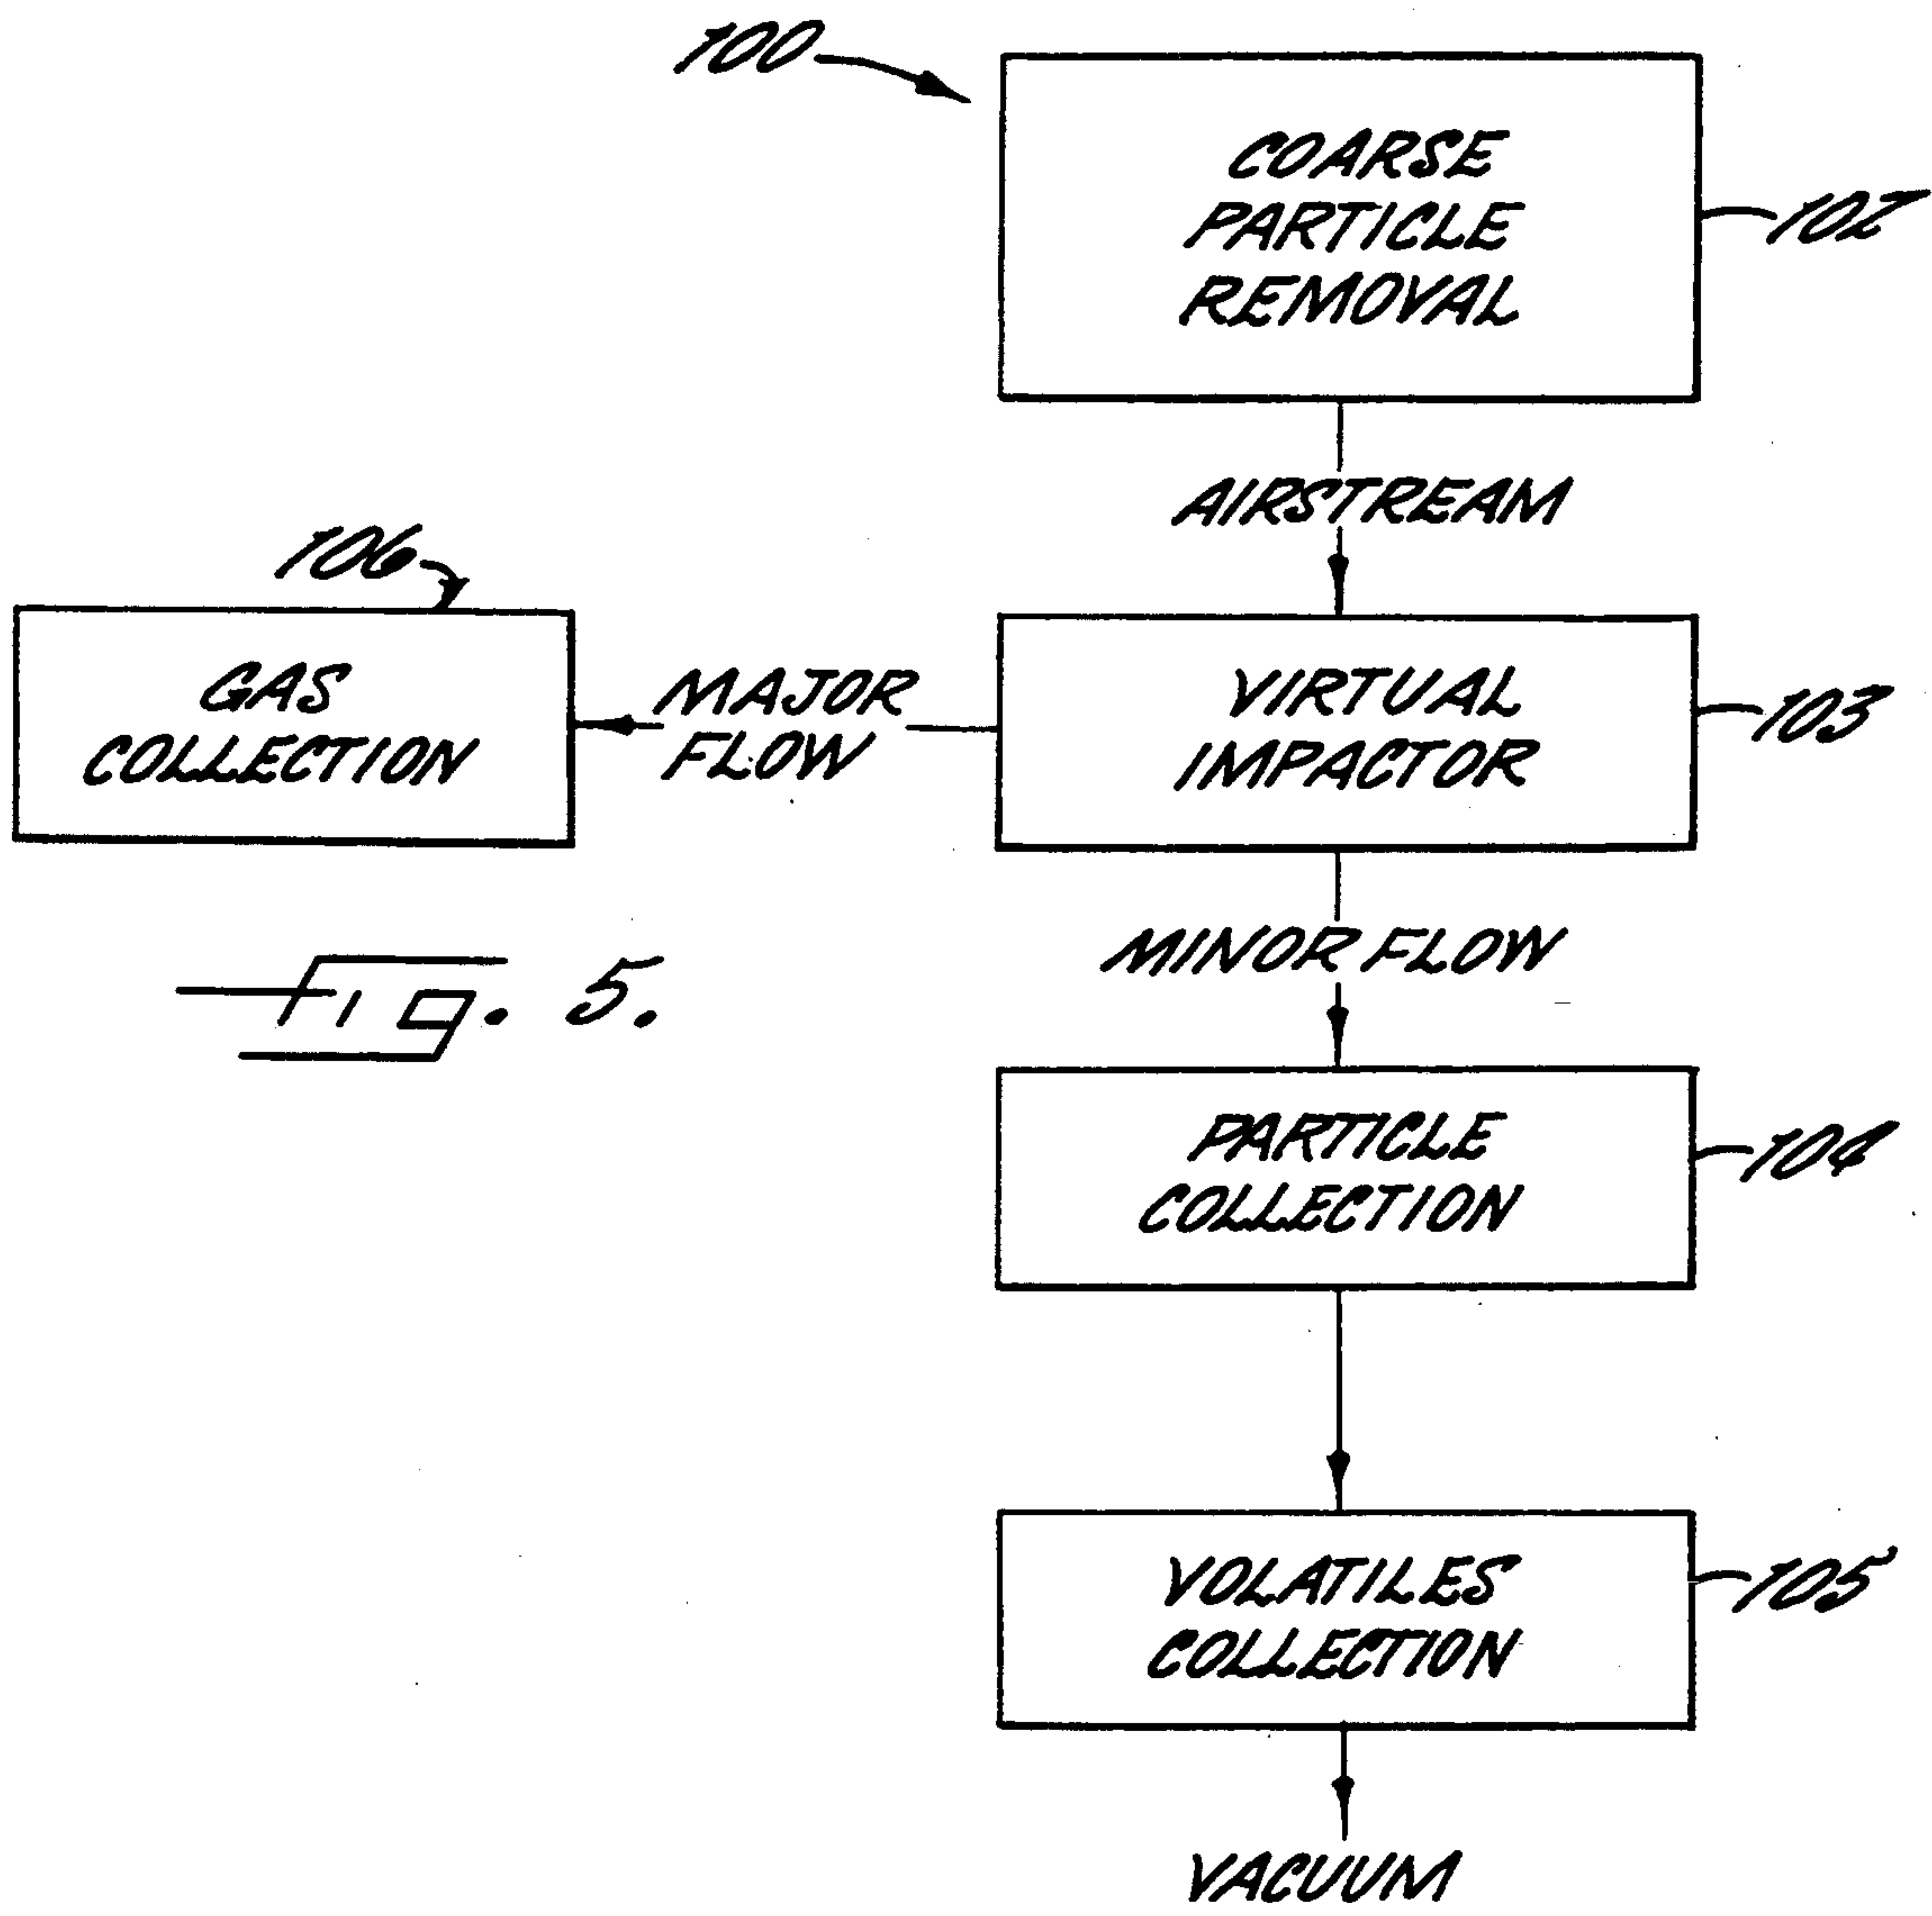 100
COARSE
PARTICLE
REMOVAL
102
AIRSTREAM
106
GAS
COLLECTION
MAJOR
FLOW
VIRTUAL
IMPACTOR
103
MINOR FLOW
Fig. 5.
PARTICLE
COLLECTION
104
VOLATILES
COLLECTION
105
VACUUM